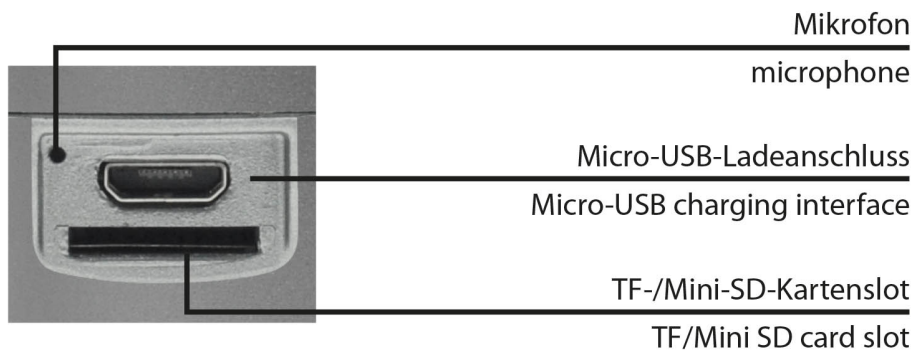 Mikrofon
microphone
Micro-USB-Ladeanschluss
Micro-USB charging interface
TF-/Mini-SD-Kartenslot
TF/Mini SD card slot